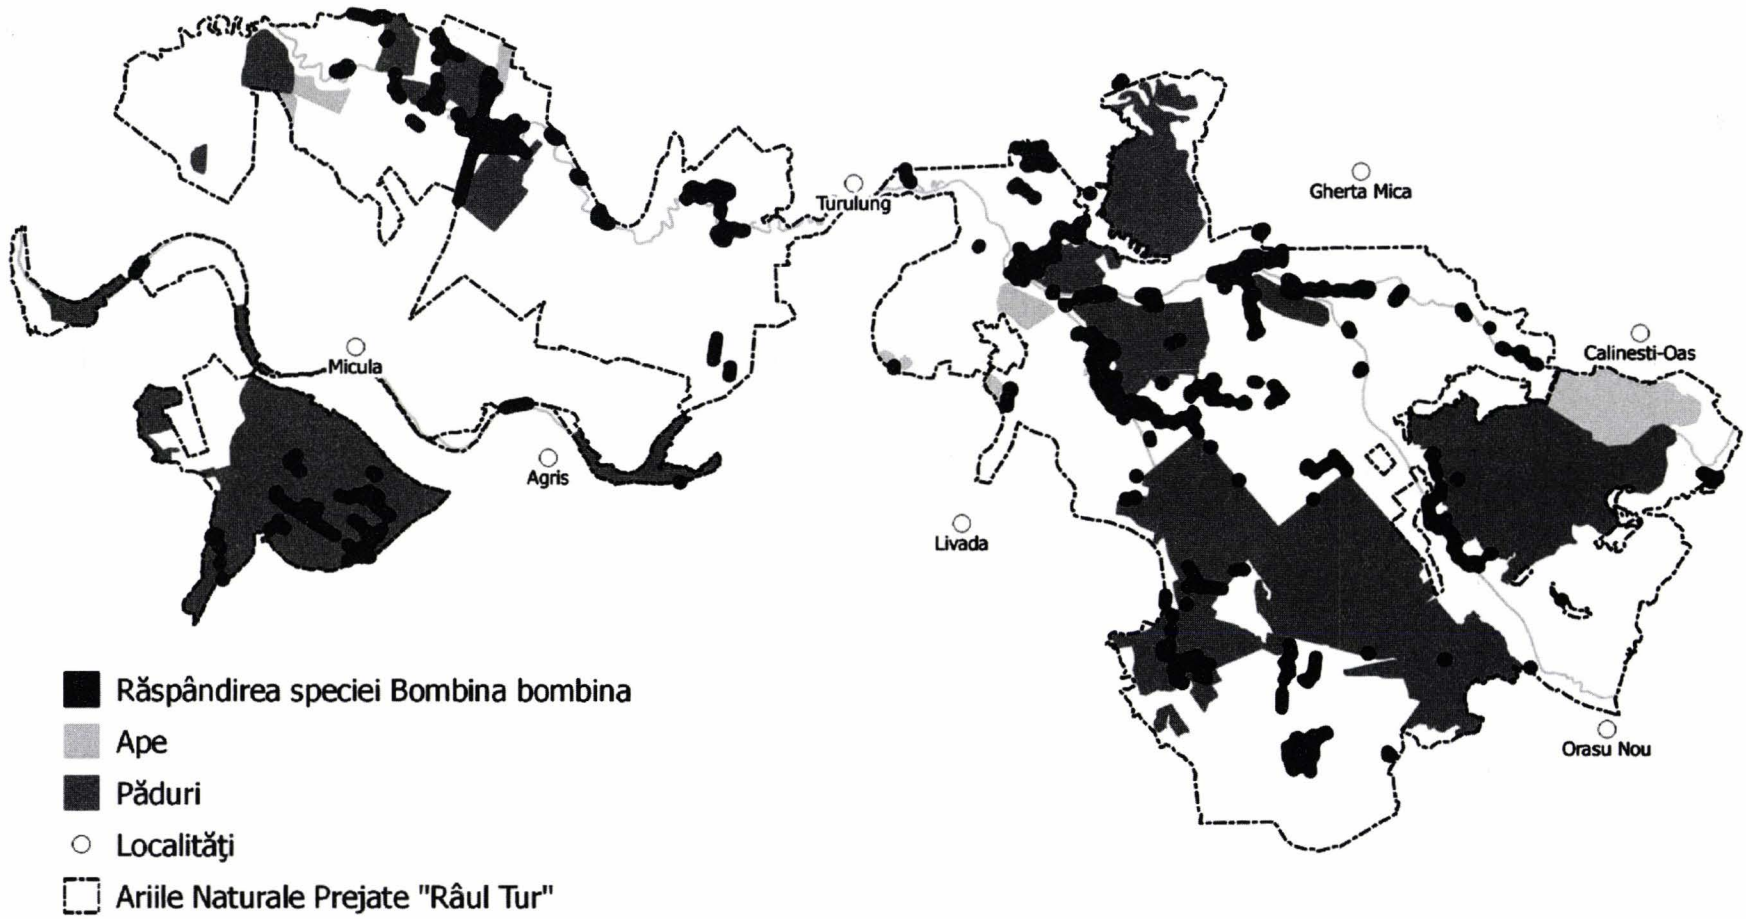 Gherta Mica
Turulung
Calinesti-Oas
Micula
Agris
Livada
Orasu Nou
Răspândirea speciei Bombina bombina
Ape
Păduri
Localităţi
Ariile Naturale Prejate "Râul Tur"